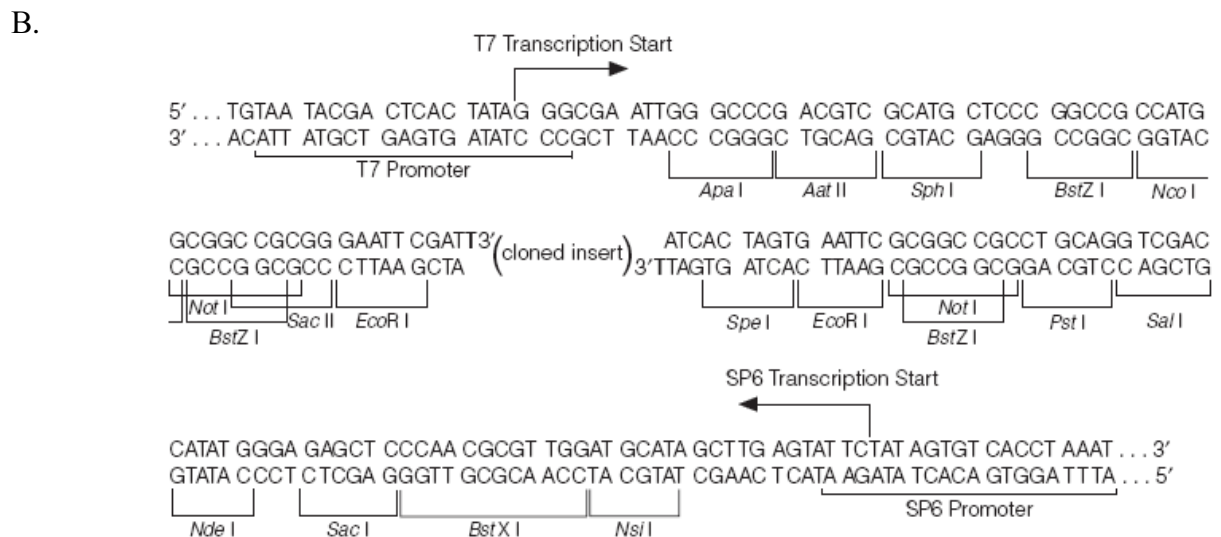 B.
T7 Transcription Start
5′ . . . TGTAA TACGA CTCAC TATAG GGCGA ATTGG GCCCG ACGTC GCATG CTCCC GGCCG CCATG
3′ . . . ACATT ATGCT GAGTG ATATC CCGCT TAACC CGGGC TGCAG CGTAC GAGGG CCGGC GGTAC
T7 Promoter
Apa I Aat II Sph I BstZ I Nco I
GCGGC CGCGG GAATT CGATT3′ (cloned insert) ATCAC TAGTG AATTC GCGGC CGCCT GCAGG TCGAC
CGCCG GCGCC CTTAA GCTA 3′TTAGTG ATCAC TTAAG CGCCG GCGGA CGTCC AGCTG
Not I Sac II EcoR I Spe I EcoR I Not I Pst I Sal I
BstZ I BstZ I
SP6 Transcription Start
CATAT GGGA GAGCT CCCAA CGCGT TGGAT GCATA GCTTG AGTAT TCTAT AGTGT CACCT AAAT . . . 3′
GTATA CCCT CTCGA GGGTT GCGCA ACCTA CGTAT CGAAC TCATA AGATA TCACA GTGGA TTTA . . . 5′
Nde I Sac I BstX I Nsi I SP6 Promoter